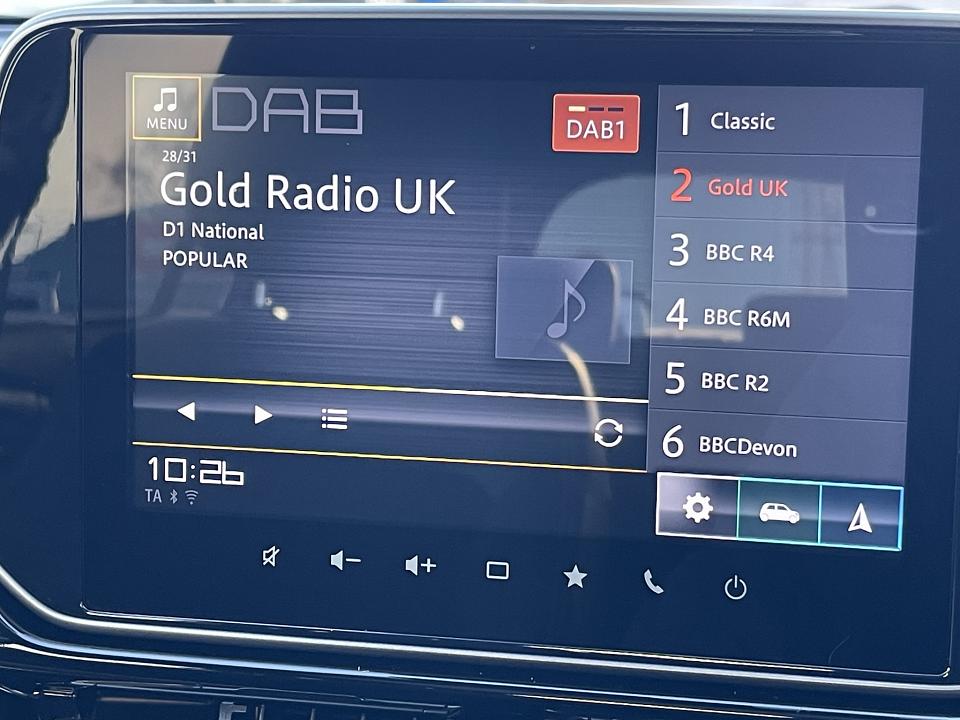 MENU
DAB
DAB1
28/31
Gold Radio UK
D1 National
POPULAR
10:26
TA
1 Classic
2 Gold UK
3 BBC R4
4 BBC R6M
5 BBC R2
6 BBCDevon